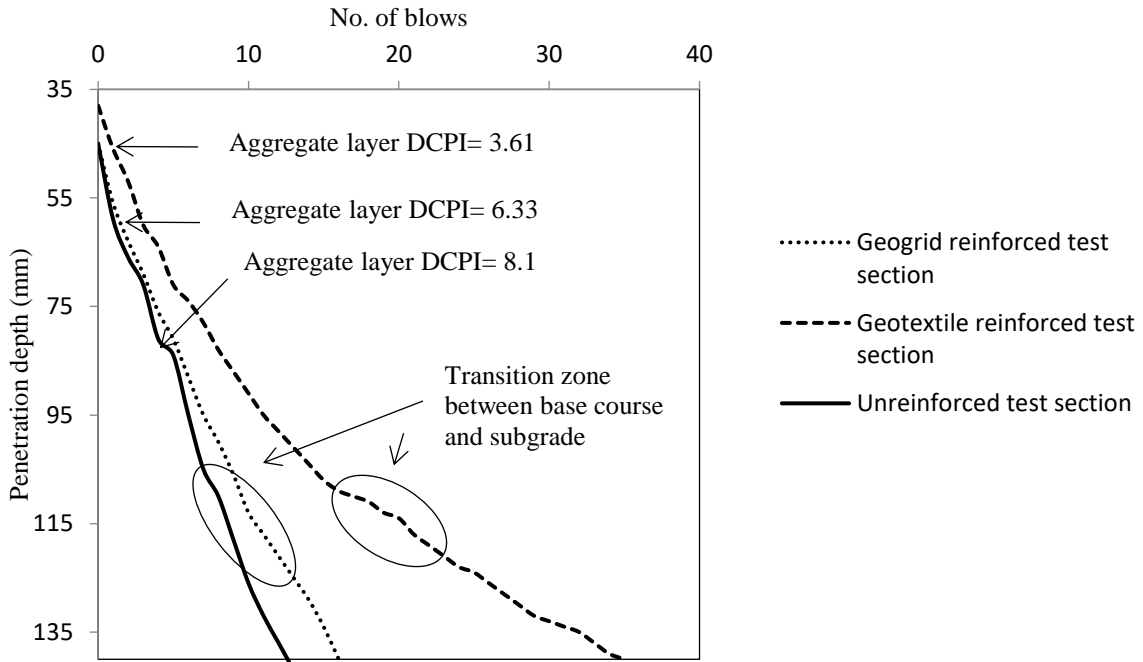 No. of blows
0 10 20 30 40
35
55
75
95
115
135
Penetration depth (mm)
Aggregate layer DCPI= 3.61
Aggregate layer DCPI= 6.33
Aggregate layer DCPI= 8.1
Transition zone
between base course
and subgrade
Geogrid reinforced test
section
Geotextile reinforced test
section
Unreinforced test section